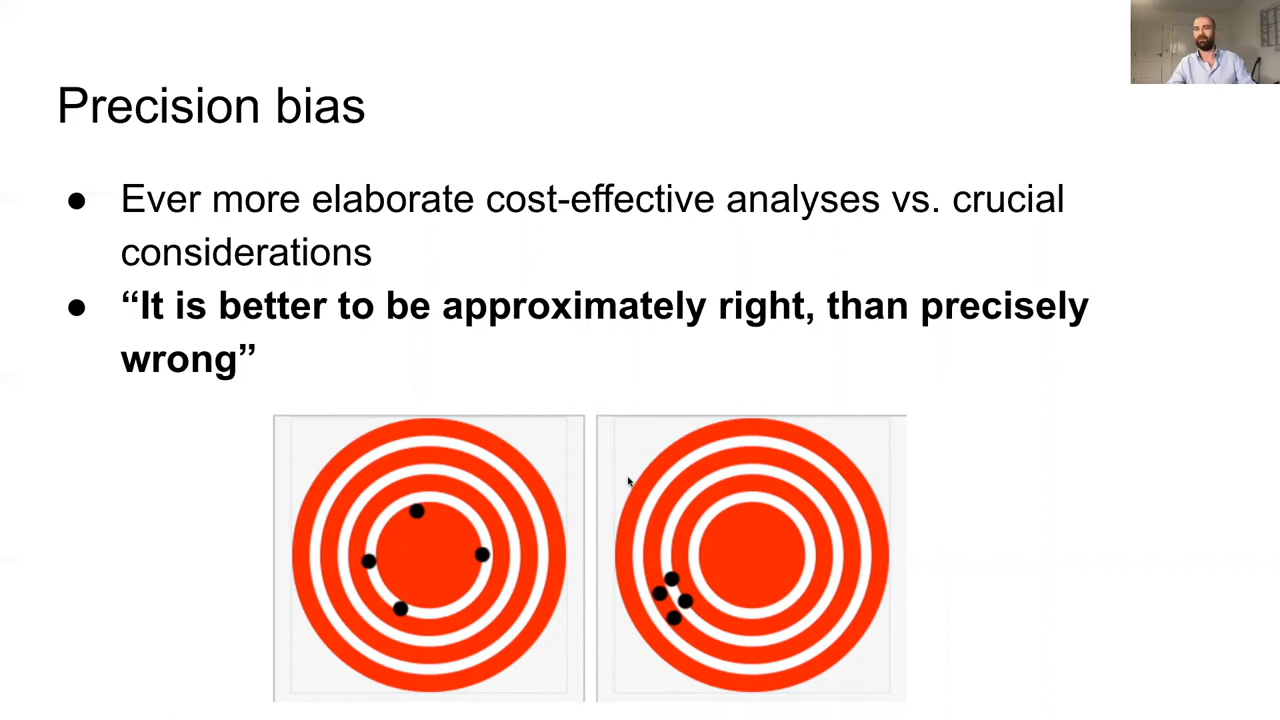 Precision bias
● Ever more elaborate cost-effective analyses vs. crucial
considerations
● “It is better to be approximately right, than precisely
wrong”